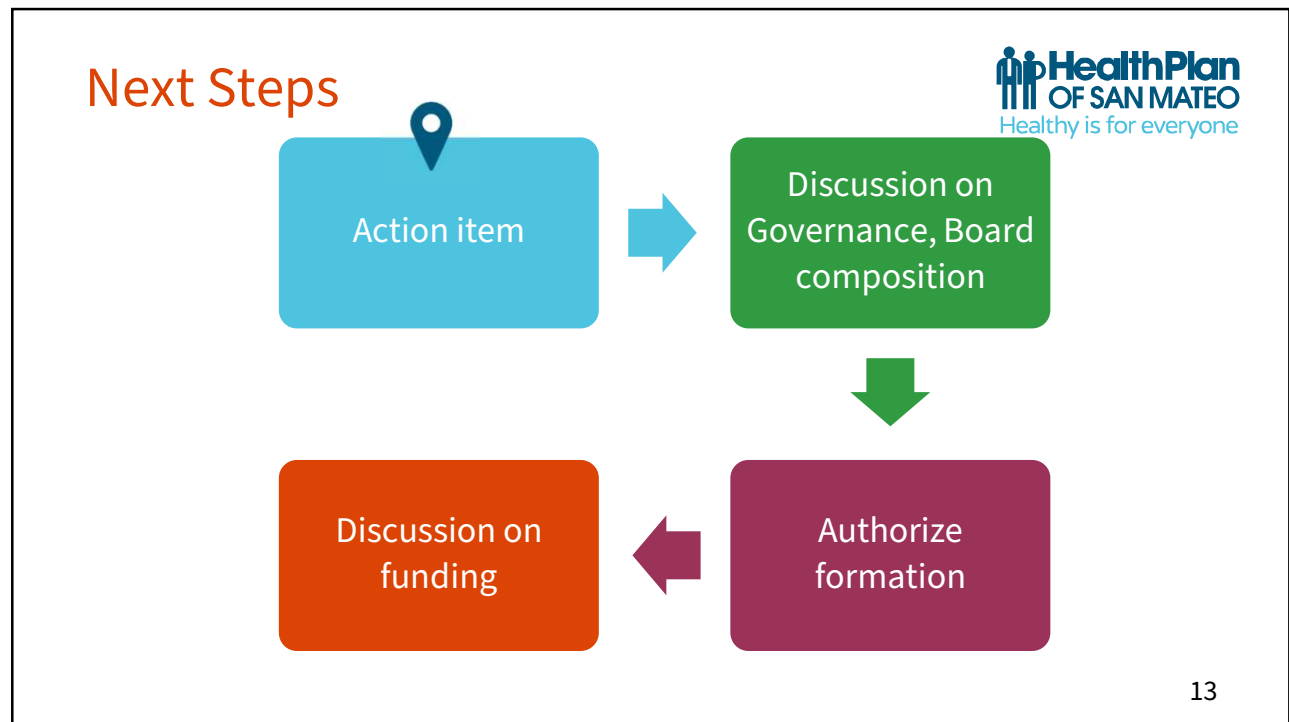 Next Steps
HealthPlan
OF SAN MATEO
Healthy is for everyone
Action item
Discussion on
Governance, Board
composition
Authorize
formation
Discussion on
funding
13